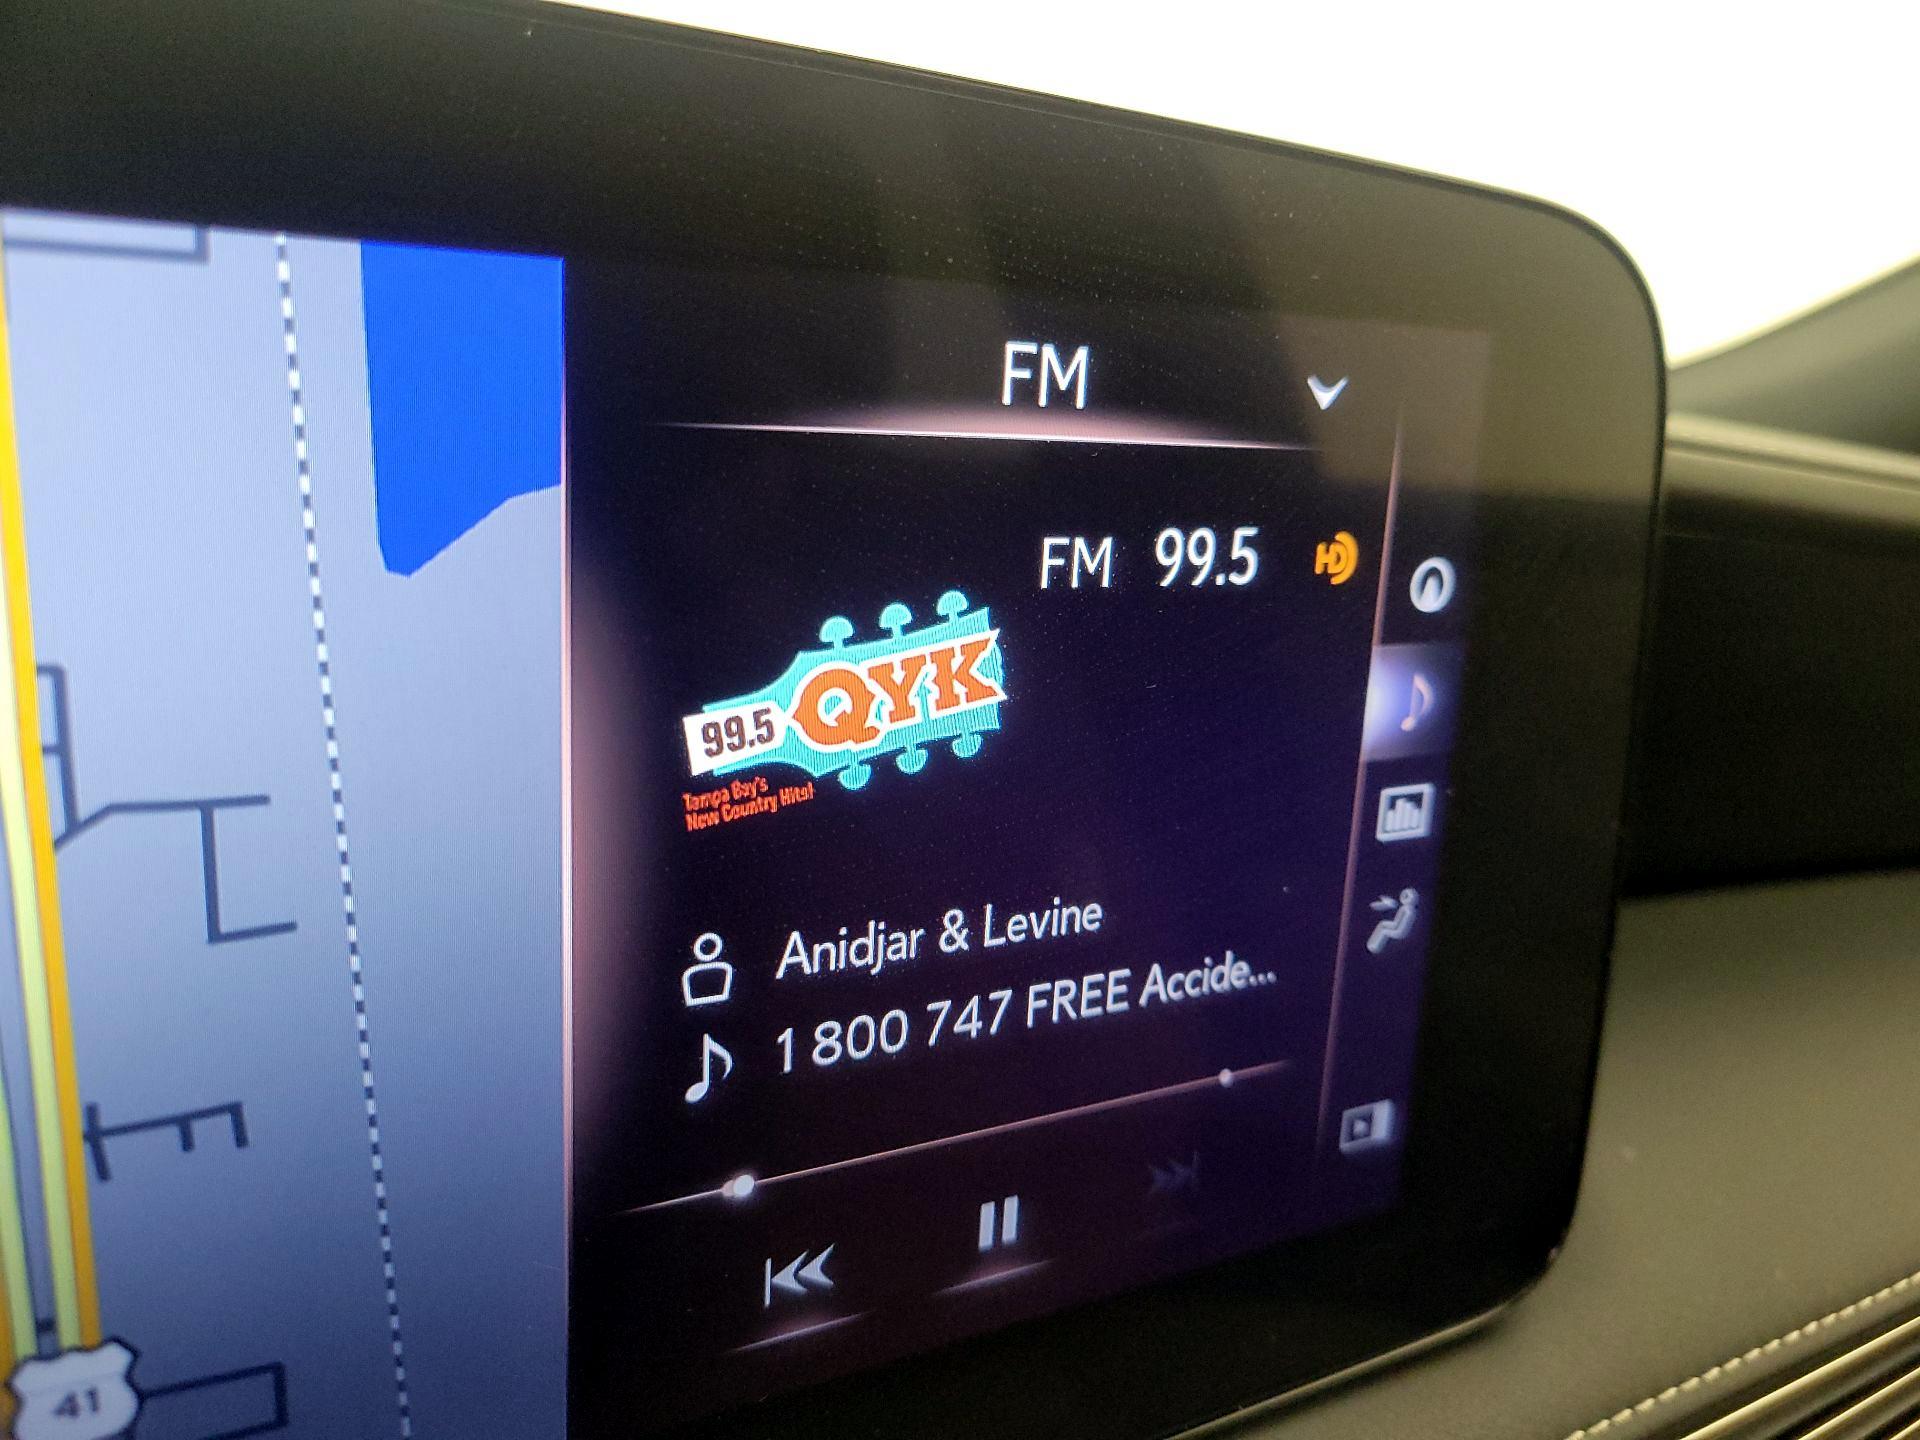 FM
FM 99.5 HD
99.5 QYK
Tampa Bay's
New Country Hits!
Anidjar & Levine
1 800 747 FREE Accide...
41